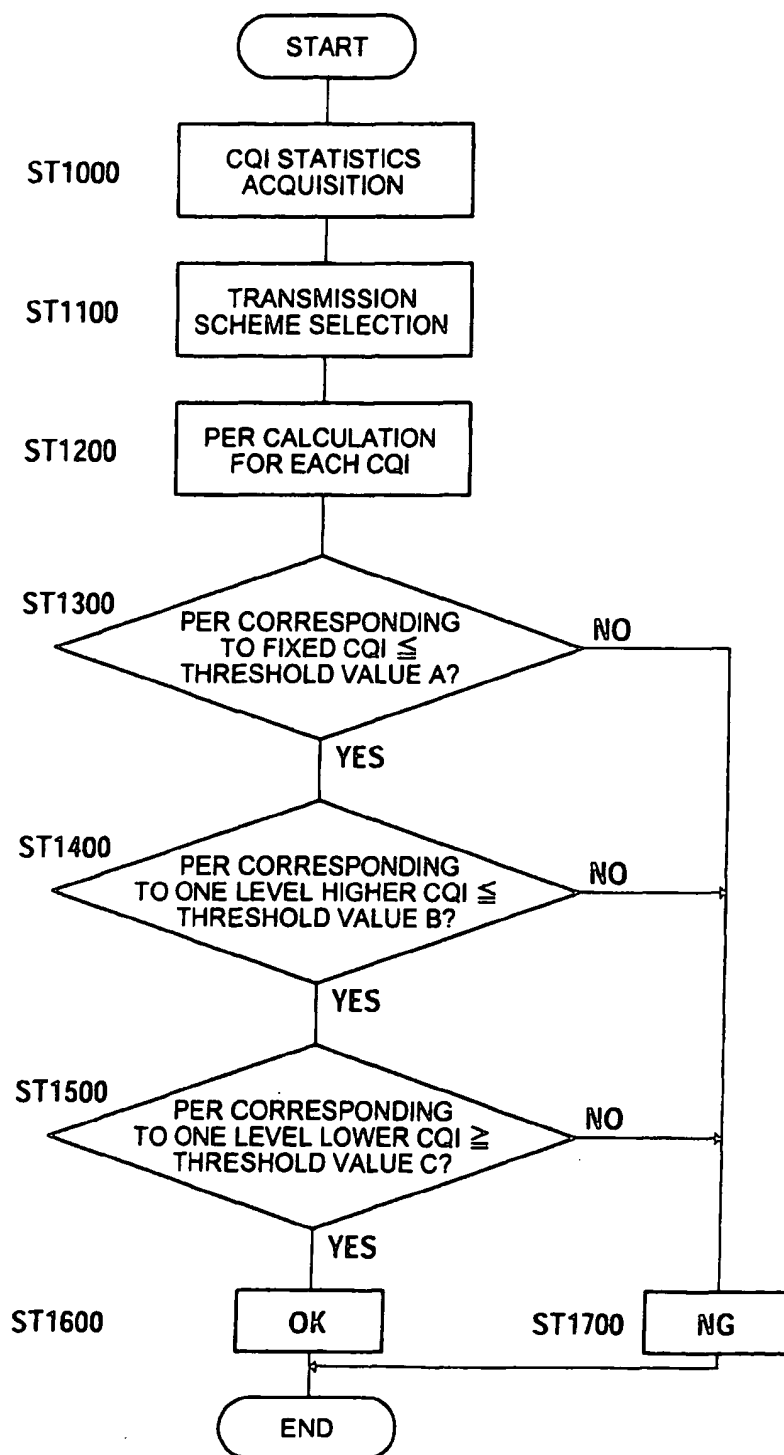 START
ST1000
CQI STATISTICS
ACQUISITION
ST1100
TRANSMISSION
SCHEME SELECTION
ST1200
PER CALCULATION
FOR EACH CQI
ST1300
PER CORRESPONDING
TO FIXED CQI ≦
THRESHOLD VALUE A?
NO
YES
ST1400
PER CORRESPONDING
TO ONE LEVEL HIGHER CQI ≦
THRESHOLD VALUE B?
NO
YES
ST1500
PER CORRESPONDING
TO ONE LEVEL LOWER CQI ≧
THRESHOLD VALUE C?
NO
YES
ST1600
OK
ST1700
NG
END